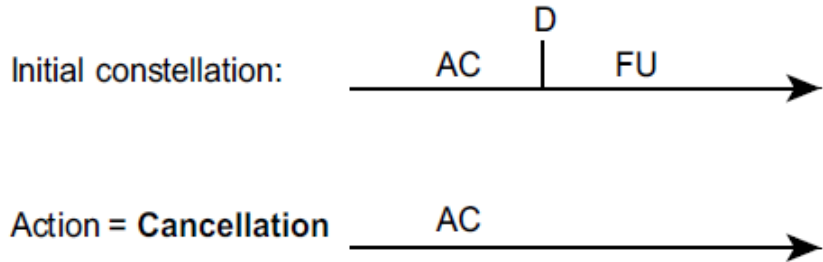 D
Initial constellation: AC FU
Action = Cancellation AC